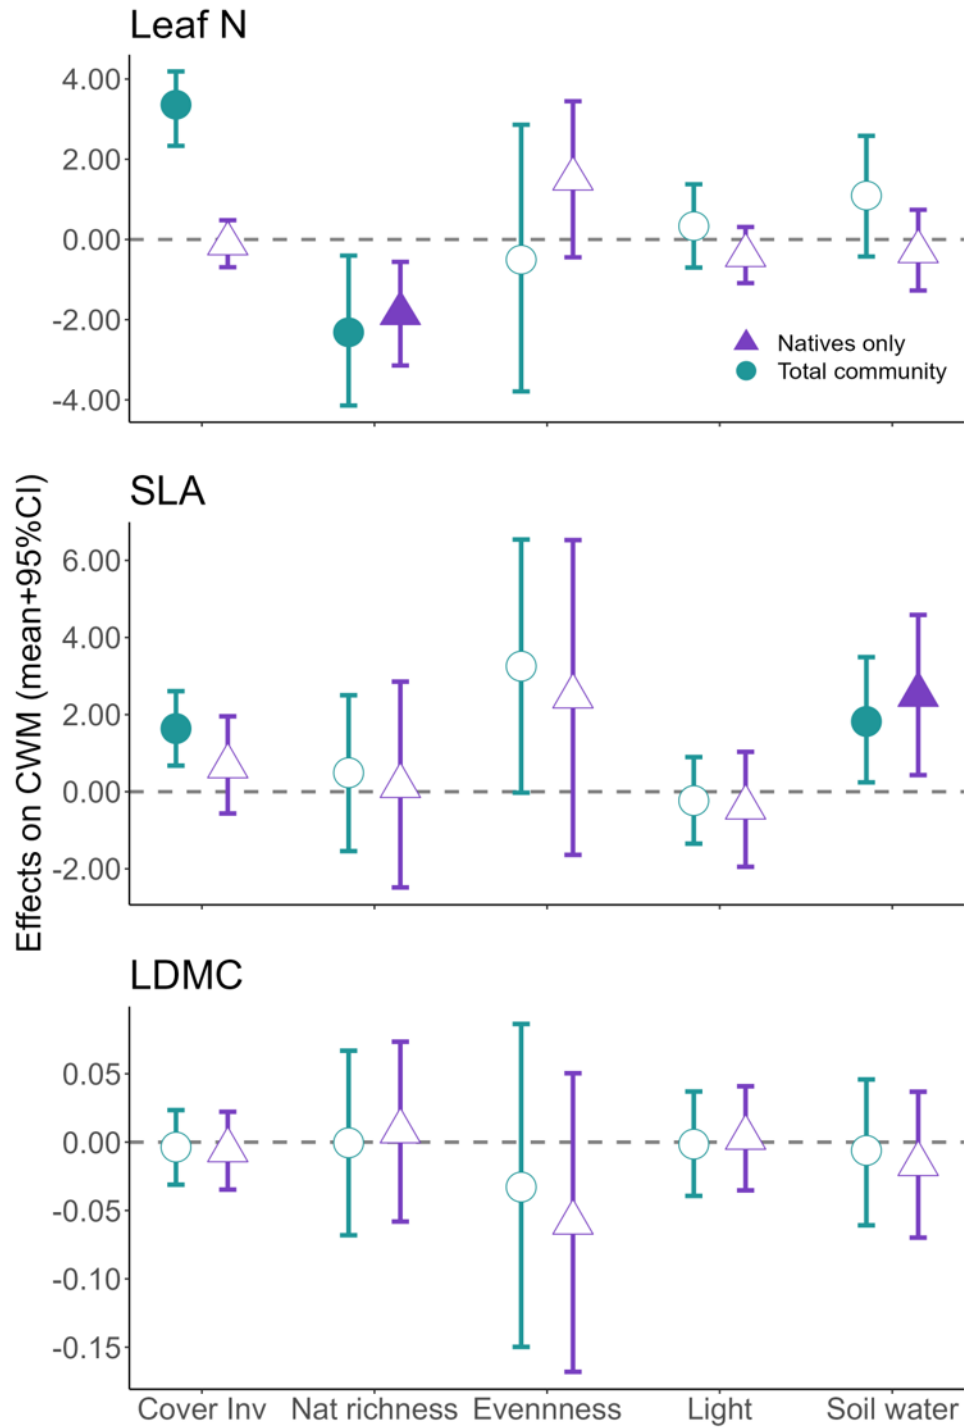 Leaf N
4.00
2.00
0.00
-2.00
-4.00
Natives only
Total community
Effects on CWM (mean+95%CI)
SLA
6.00
4.00
2.00
0.00
-2.00
LDMC
0.05
0.00
-0.05
-0.10
-0.15
Cover Inv Nat richness Evennness Light Soil water